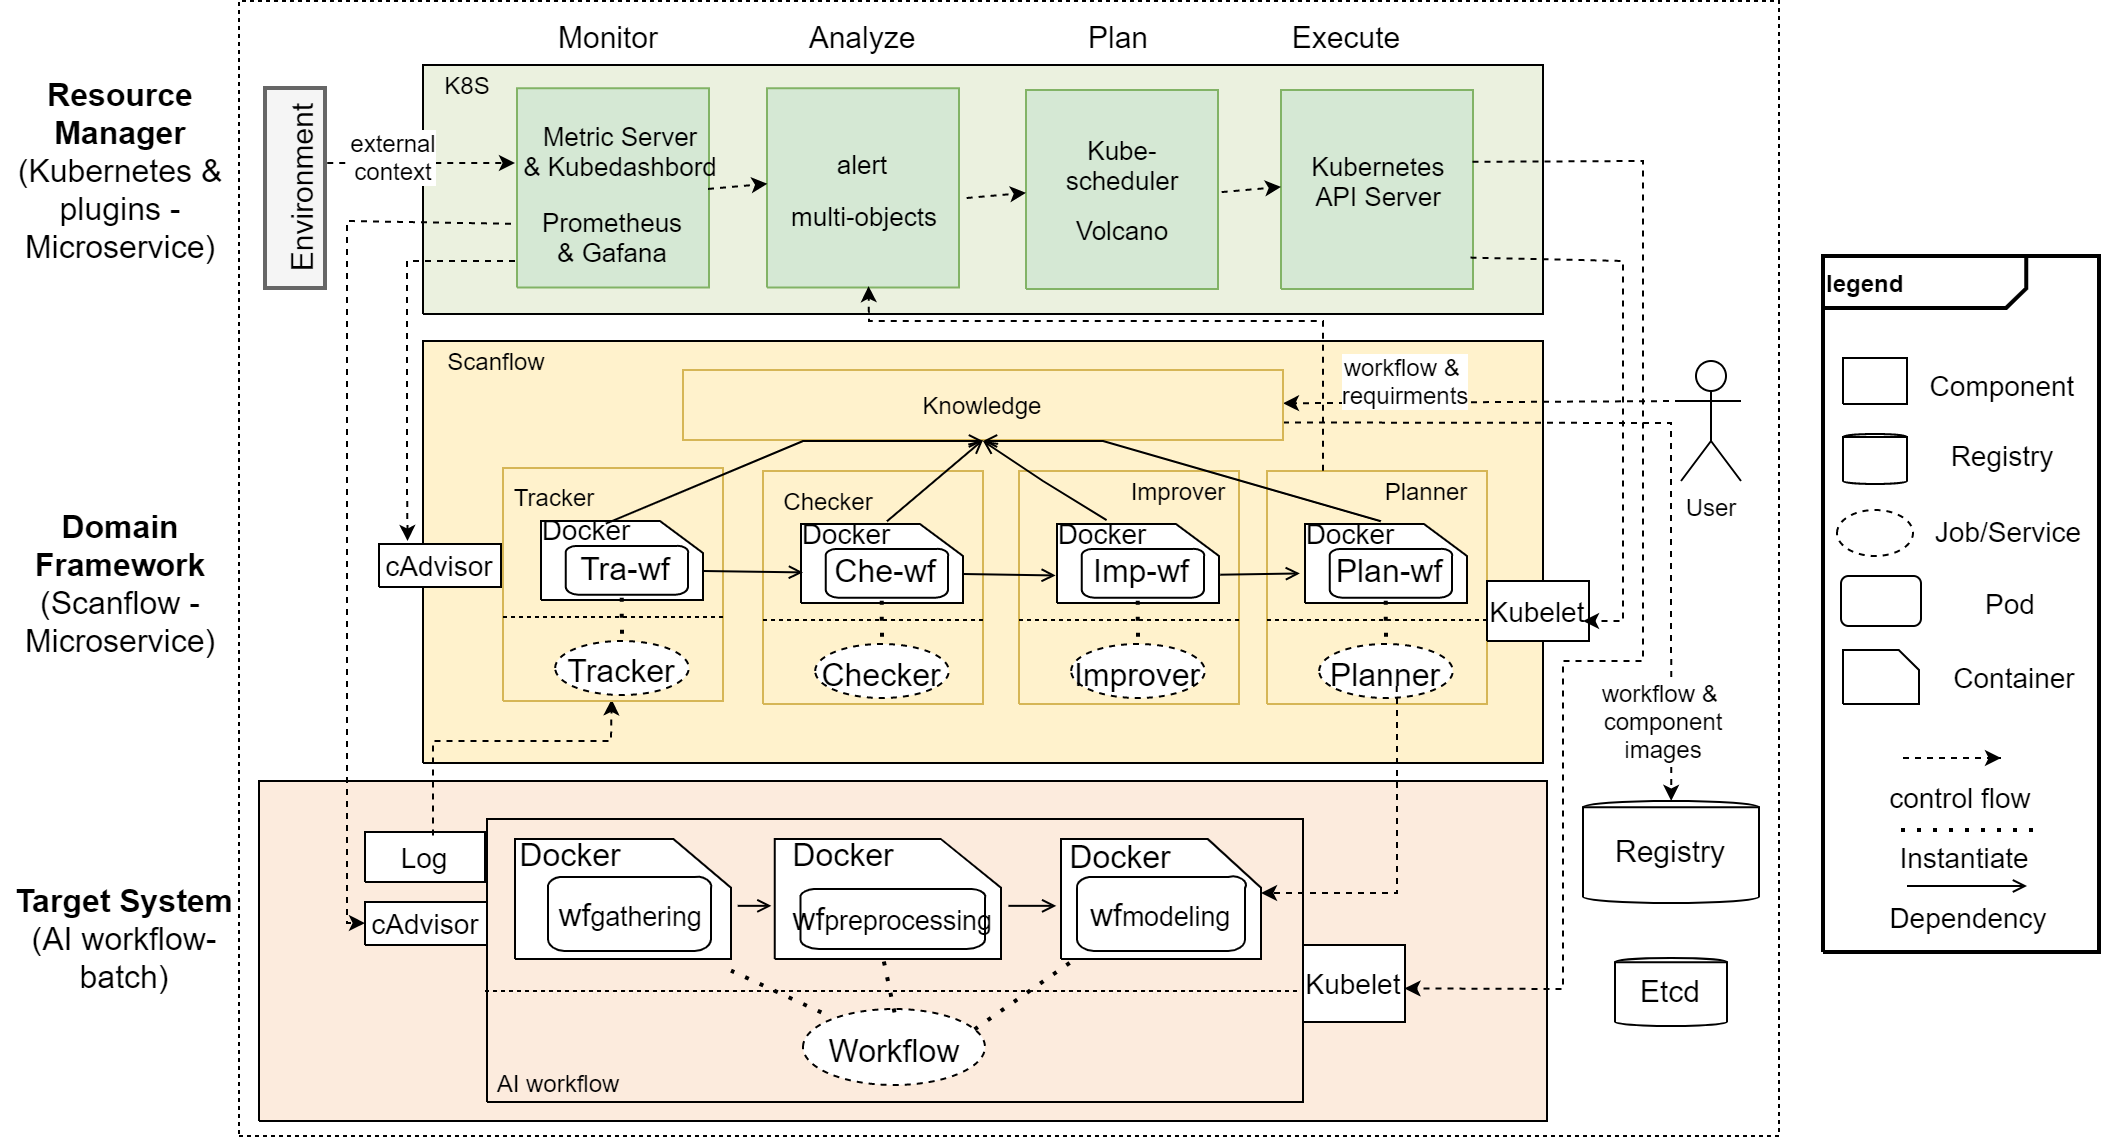 Monitor
Analyze
Plan
Execute
Resource
Manager
(Kubernetes &
plugins -
Microservice)
Environment
external
context
K8S
Metric Server
& Kubedashbord
Prometheus
& Gafana
alert
multi-objects
Kube-
scheduler
Volcano
Kubernetes
API Server
Domain
Framework
(Scanflow -
Microservice)
Scanflow
Knowledge
workflow &
requirments
User
Tracker
Docker
Tra-wf
Tracker
Checker
Docker
Che-wf
Checker
Improver
Docker
Imp-wf
Improver
Planner
Docker
Plan-wf
Planner
cAdvisor
Kubelet
workflow &
component
images
Registry
Etcd
Target System
(AI workflow-
batch)
Log
cAdvisor
Docker
wfgathering
Docker
wfpreprocessing
Docker
wfmodeling
Kubelet
Workflow
AI workflow
legend
Component
Registry
Job/Service
Pod
Container
control flow
Instantiate
Dependency